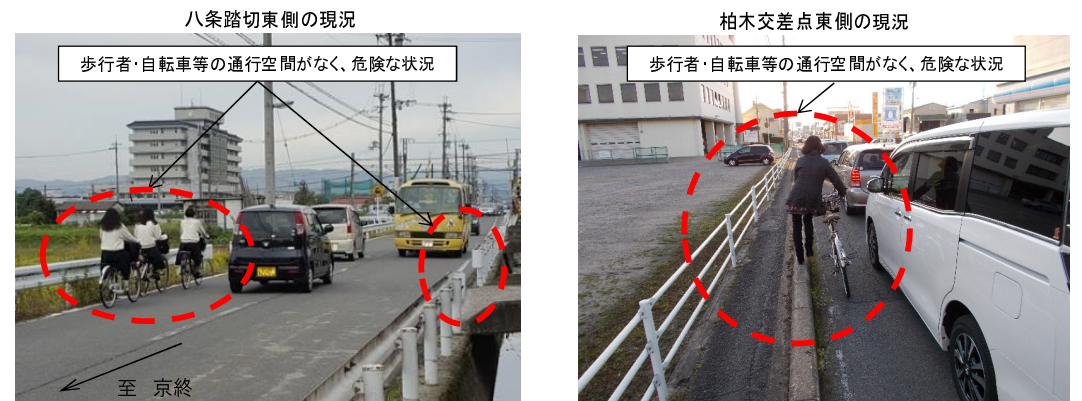 八条踏切東側の現況
歩行者・自転車等の通行空間がなく、危険な状況
至 京終
柏木交差点東側の現況
歩行者・自転車等の通行空間がなく、危険な状況